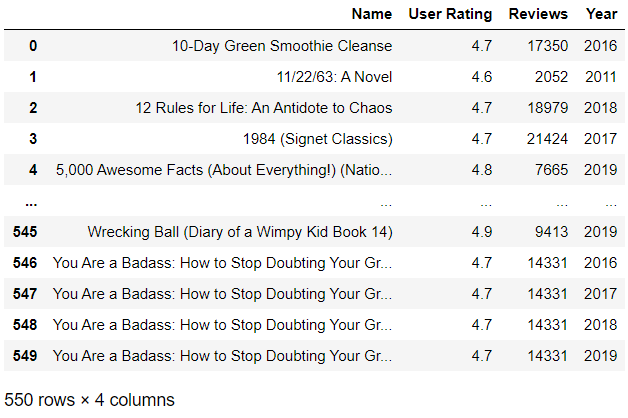 Name User Rating Reviews Year
0 10-Day Green Smoothie Cleanse 4.7 17350 2016
1 11/22/63: A Novel 4.6 2052 2011
2 12 Rules for Life: An Antidote to Chaos 4.7 18979 2018
3 1984 (Signet Classics) 4.7 21424 2017
4 5,000 Awesome Facts (About Everything!) (Natio... 4.8 7665 2019
... ... ... ... ...
545 Wrecking Ball (Diary of a Wimpy Kid Book 14) 4.9 9413 2019
546 You Are a Badass: How to Stop Doubting Your Gr... 4.7 14331 2016
547 You Are a Badass: How to Stop Doubting Your Gr... 4.7 14331 2017
548 You Are a Badass: How to Stop Doubting Your Gr... 4.7 14331 2018
549 You Are a Badass: How to Stop Doubting Your Gr... 4.7 14331 2019
550 rows × 4 columns